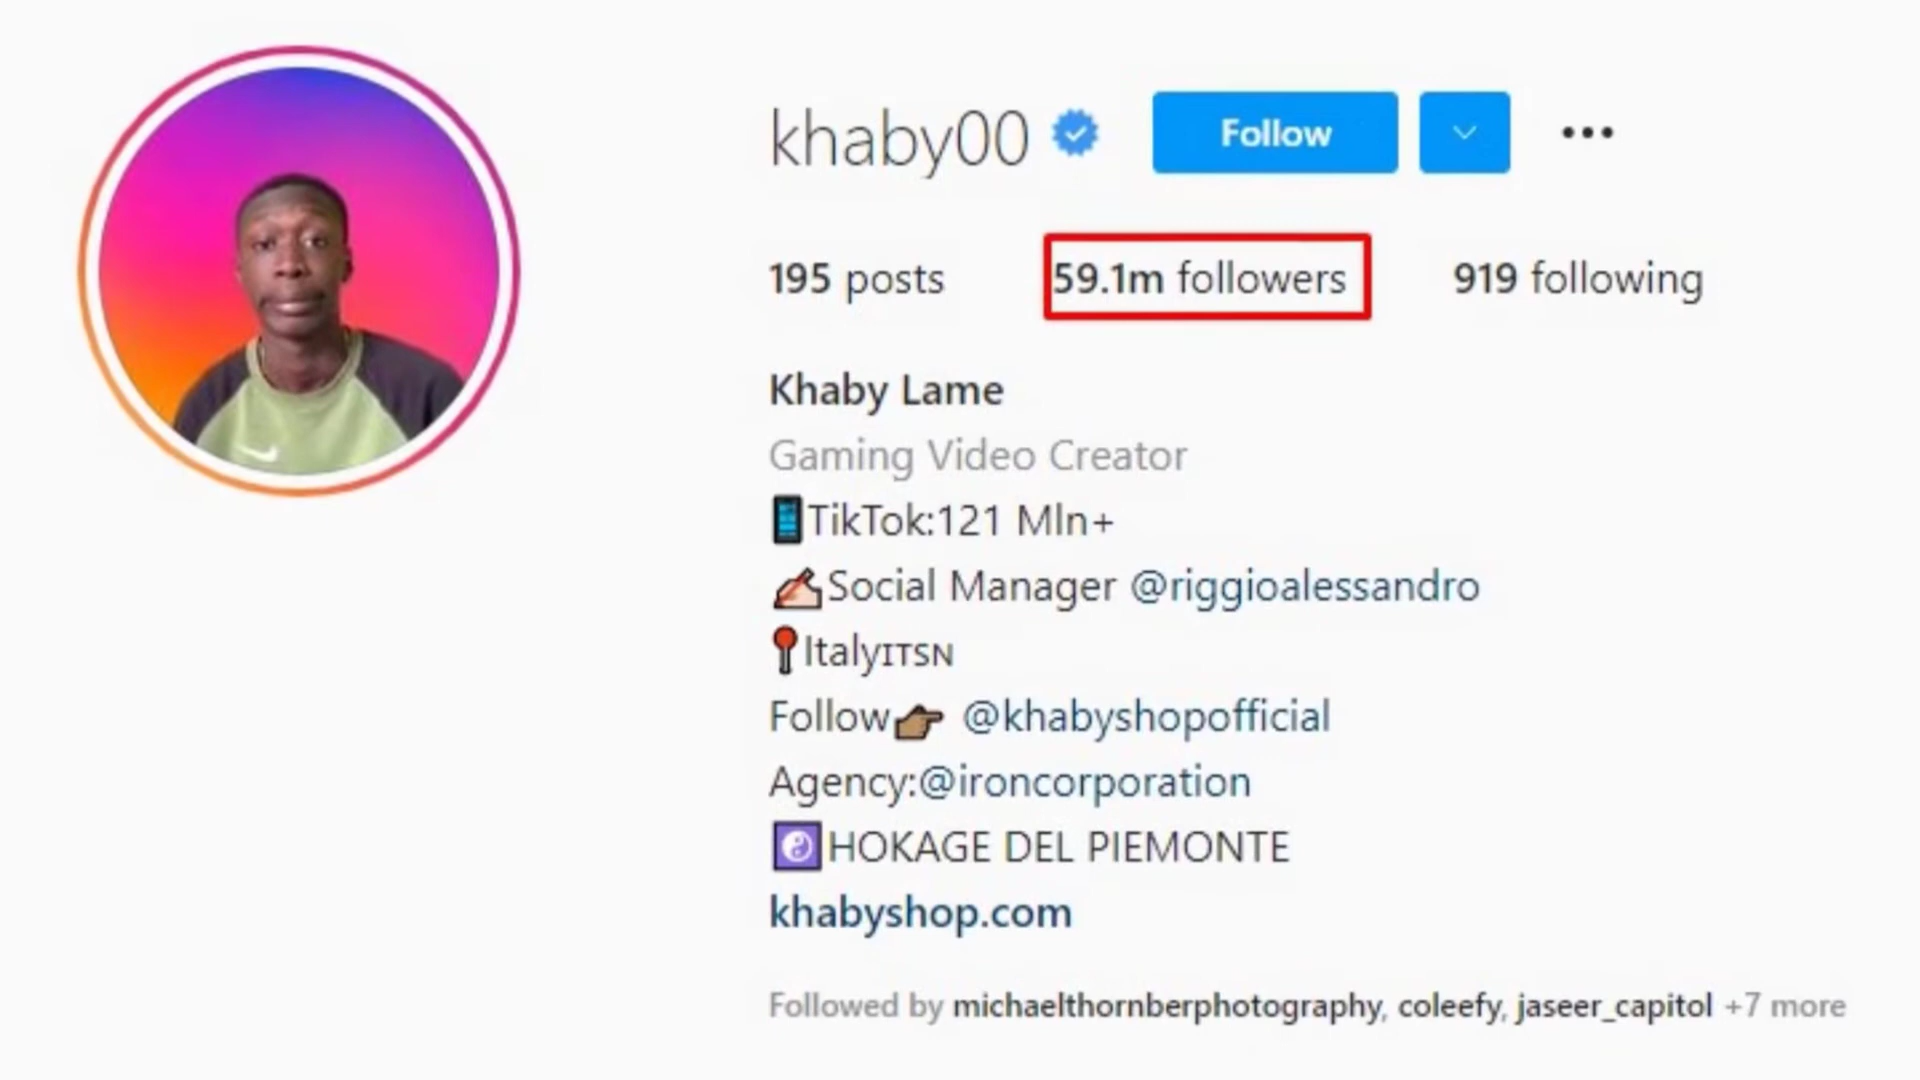 khaby00 Follow
195 posts 59.1m followers 919 following
Khaby Lame
Gaming Video Creator
📱TikTok:121 Mln+
✍🏻Social Manager @riggioalessandro
📍Italyɪᴛsɴ
Follow👉🏾 @khabyshopofficial
Agency:@ironcorporation
☯️HOKAGE DEL PIEMONTE
khabyshop.com
Followed by michaelthornberphotography, coleefy, jaseer_capitol +7 more